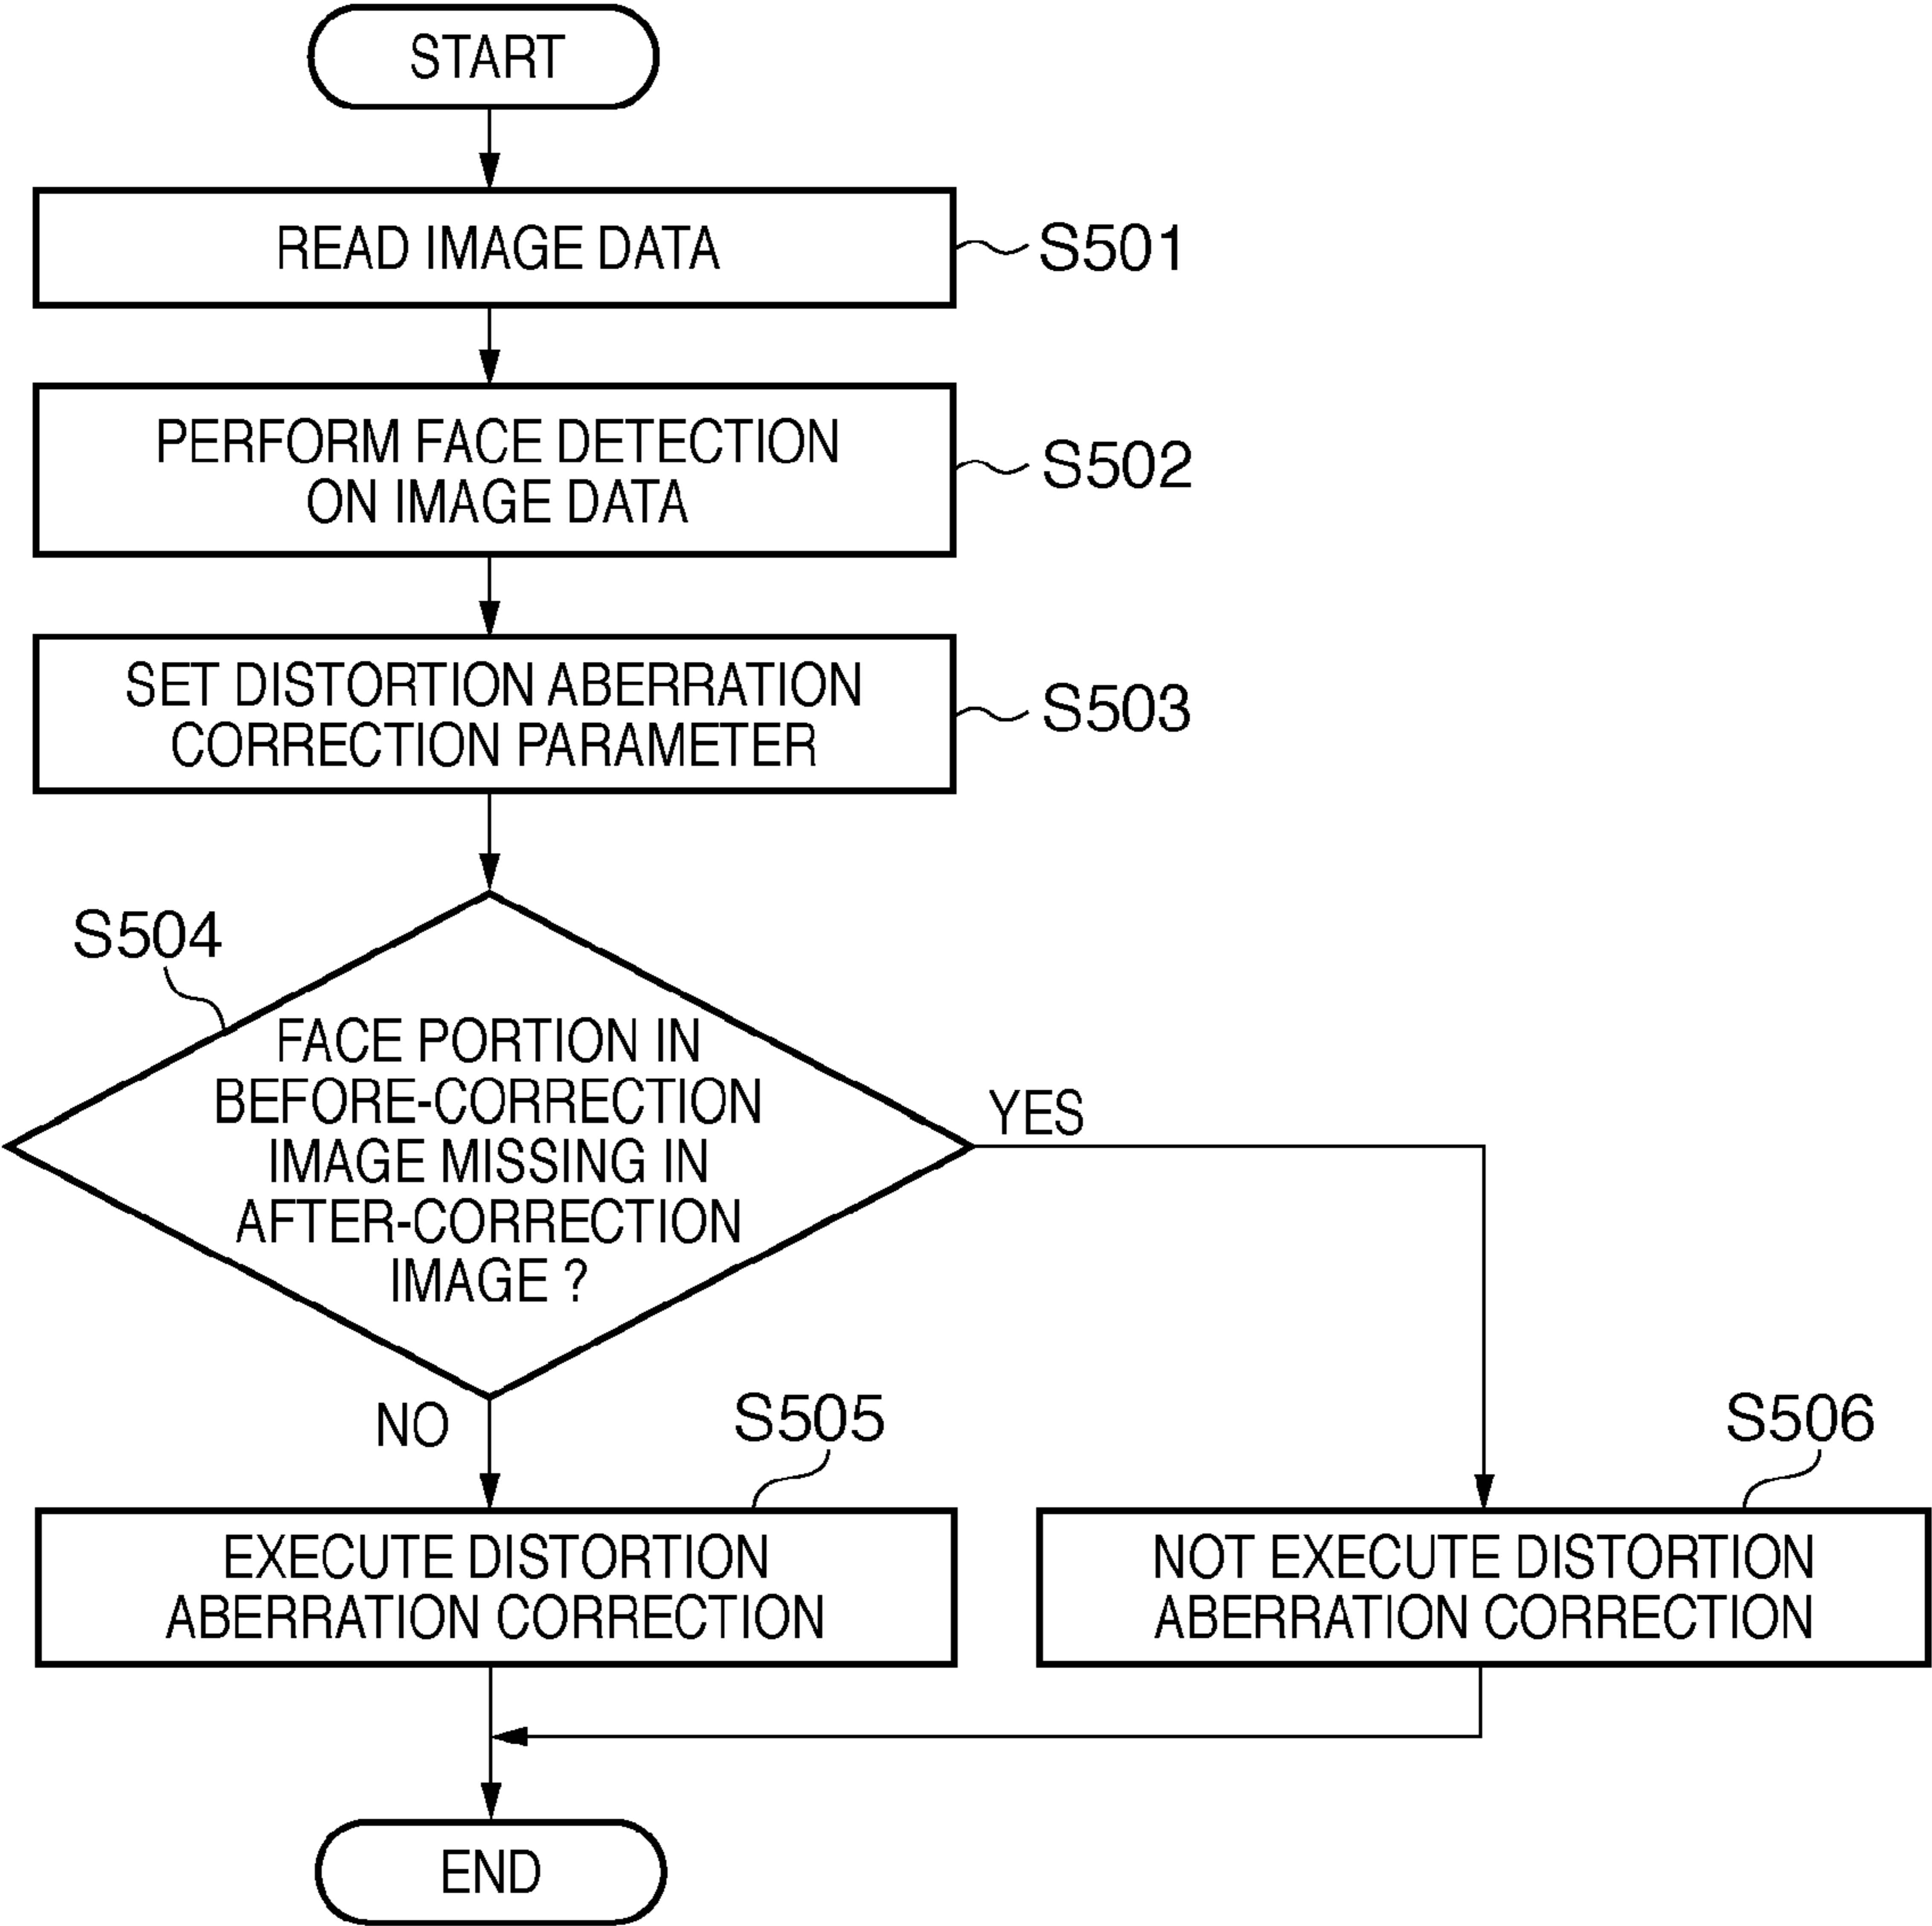 START
READ IMAGE DATA
S501
PERFORM FACE DETECTION
ON IMAGE DATA
S502
SET DISTORTION ABERRATION
CORRECTION PARAMETER
S503
S504
FACE PORTION IN
BEFORE-CORRECTION
IMAGE MISSING IN
AFTER-CORRECTION
IMAGE ?
YES
NO
S505
EXECUTE DISTORTION
ABERRATION CORRECTION
S506
NOT EXECUTE DISTORTION
ABERRATION CORRECTION
END